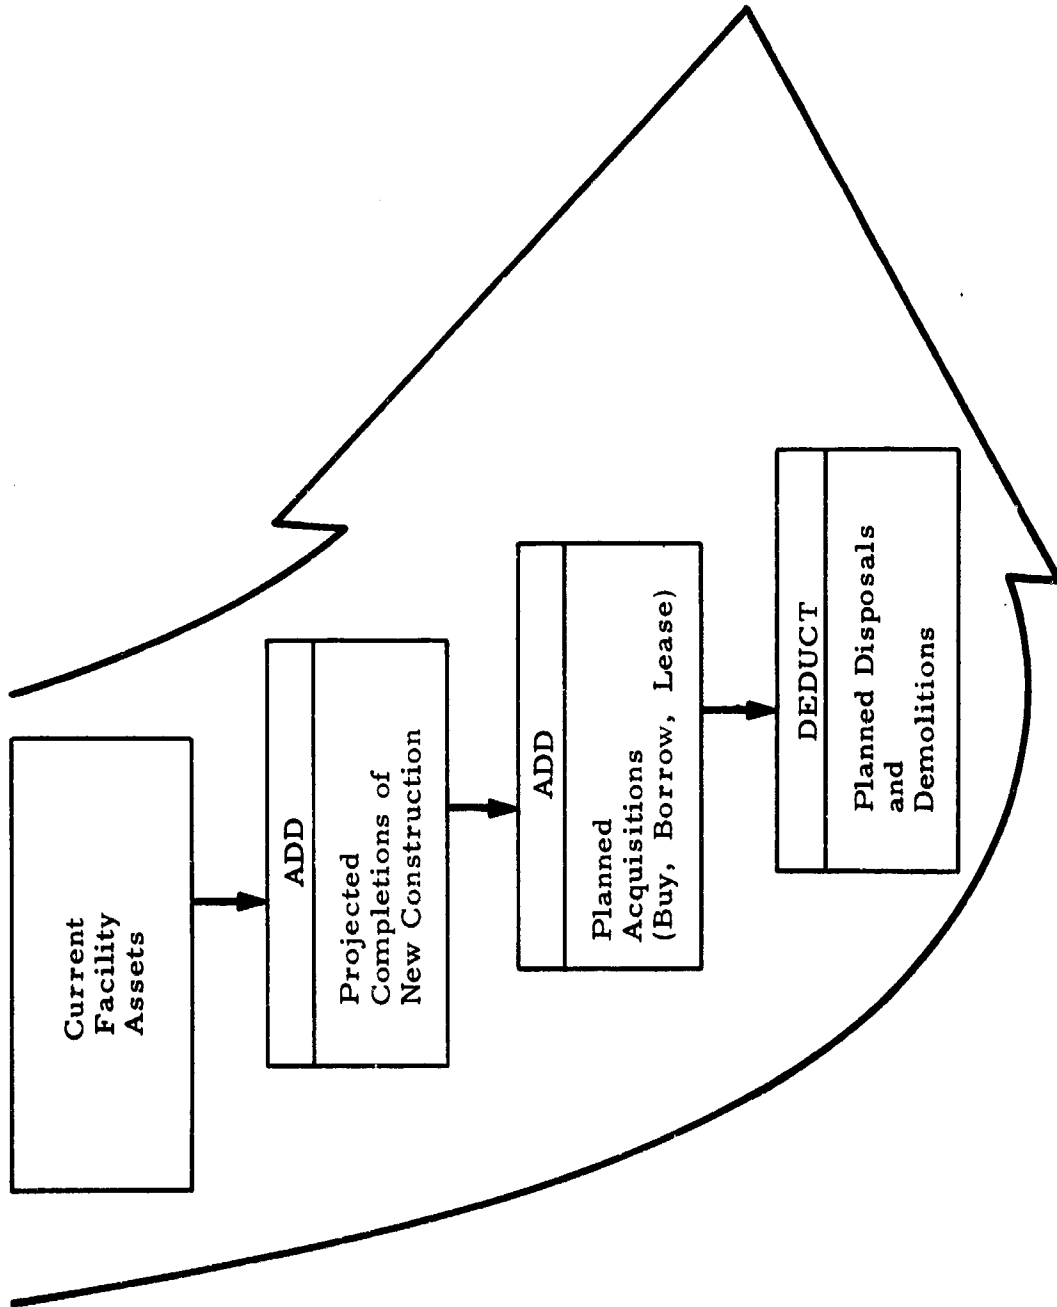 Current
Facility
Assets
ADD
Projected
Completions of
New Construction
ADD
Planned
Acquisitions
(Buy, Borrow, Lease)
DEDUCT
Planned Disposals
and
Demolitions